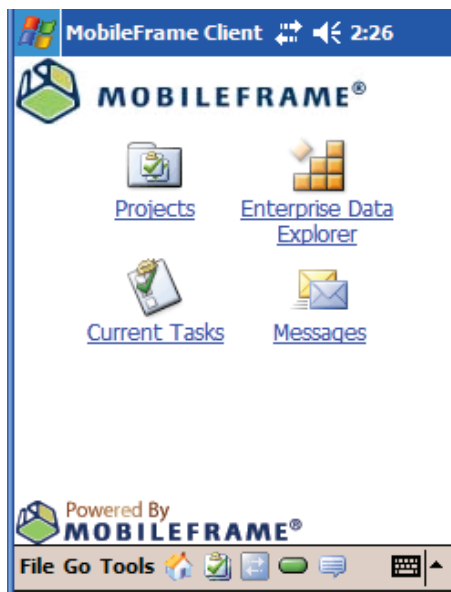 MobileFrame Client 2:26
MOBILEFRAME®
Projects
Enterprise Data
Explorer
Current Tasks
Messages
Powered By
MOBILEFRAME®
File Go Tools